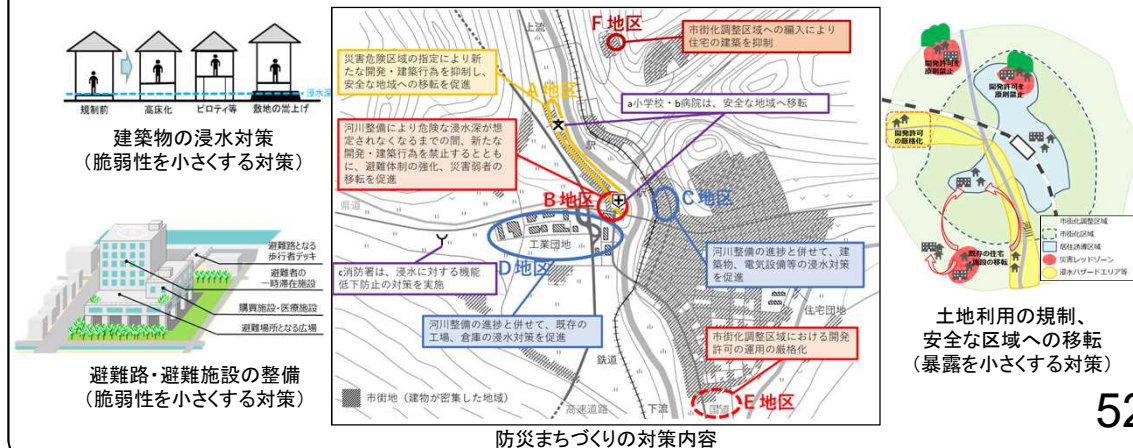 規制前
高床化
ピロティ等
敷地の嵩上げ
浸水深
建築物の浸水対策
(脆弱性を小さくする対策)
避難路となる
歩行者デッキ
避難者の
一時滞在施設
購買施設・医療施設
避難場所となる広場
避難路・避難施設の整備
(脆弱性を小さくする対策)
上流
F地区
市街化調整区域への編入により
住宅の建築を抑制
災害危険区域の指定により新
たな開発・建築行為を抑制し、
安全な地域への移転を促進
A地区
a小学校・b病院は、安全な地域へ移転
駅
河川整備により危険な浸水深が想
定されなくなるまでの間、新たな
開発・建築行為を禁止するととも
に、避難体制の強化、災害弱者の
移転を促進
県道
B地区
C地区
工業団地
D地区
c消防署は、浸水に対する機能
低下防止の対策を実施
河川整備の進捗と併せて、建
築物、電気設備等の浸水対策
を促進
河川整備の進捗と併せて、既存の
工場、倉庫の浸水対策を促進
住宅団地
市街化調整区域における開発
許可の運用の厳格化
鉄道
市街地(建物が密集した地域)
高速道路
下流
国道
E地区
防災まちづくりの対策内容
開発許可を
原則禁止
開発許可を
原則禁止
開発許可
の厳格化
河川
既存の住宅
施設の移転
市街化調整区域
市街化区域
居住誘導区域
災害レッドゾーン
浸水ハザードエリア等
土地利用の規制、
安全な区域への移転
(暴露を小さくする対策)
52